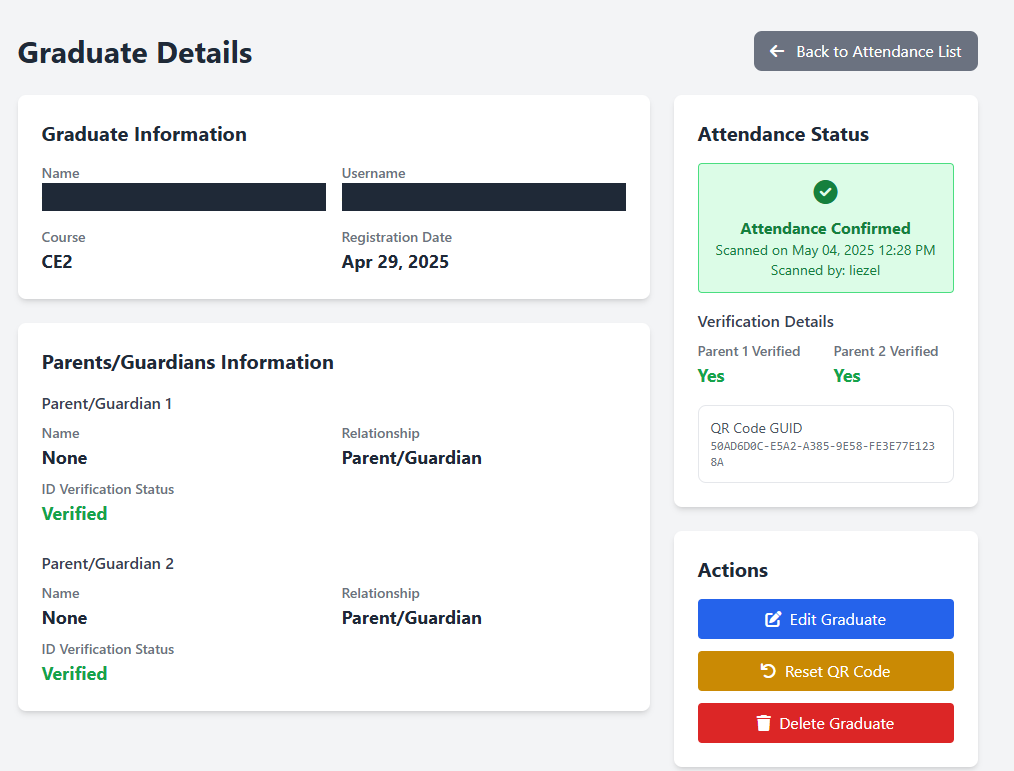 Graduate Details
Back to Attendance List
Graduate Information
Name Username
Course Registration Date
CE2 Apr 29, 2025
Parents/Guardians Information
Parent/Guardian 1
Name Relationship
None Parent/Guardian
ID Verification Status
Verified
Parent/Guardian 2
Name Relationship
None Parent/Guardian
ID Verification Status
Verified
Attendance Status
Attendance Confirmed
Scanned on May 04, 2025 12:28 PM
Scanned by: liezel
Verification Details
Parent 1 Verified Parent 2 Verified
Yes Yes
QR Code GUID
50AD6D0C-E5A2-A385-9E58-FE3E77E123
8A
Actions
Edit Graduate
Reset QR Code
Delete Graduate